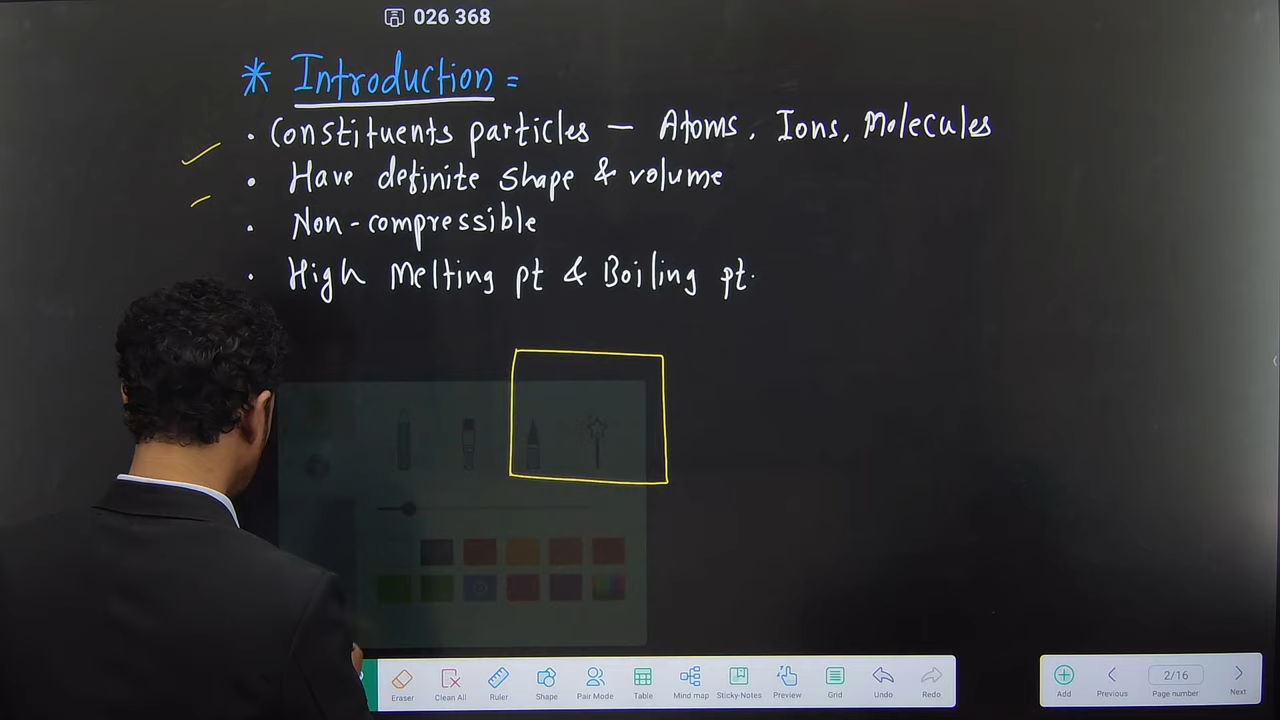 026 368
* Introduction =
· Constituents particles – Atoms, Ions, Molecules
· Have definite shape & volume
· Non-compressible
· High Melting pt & Boiling pt.
Eraser Clean All Ruler Shape Pair Mode Table Mind map Sticky-Notes Preview Grid Undo Redo
Add Previous 2/16 Page number Next